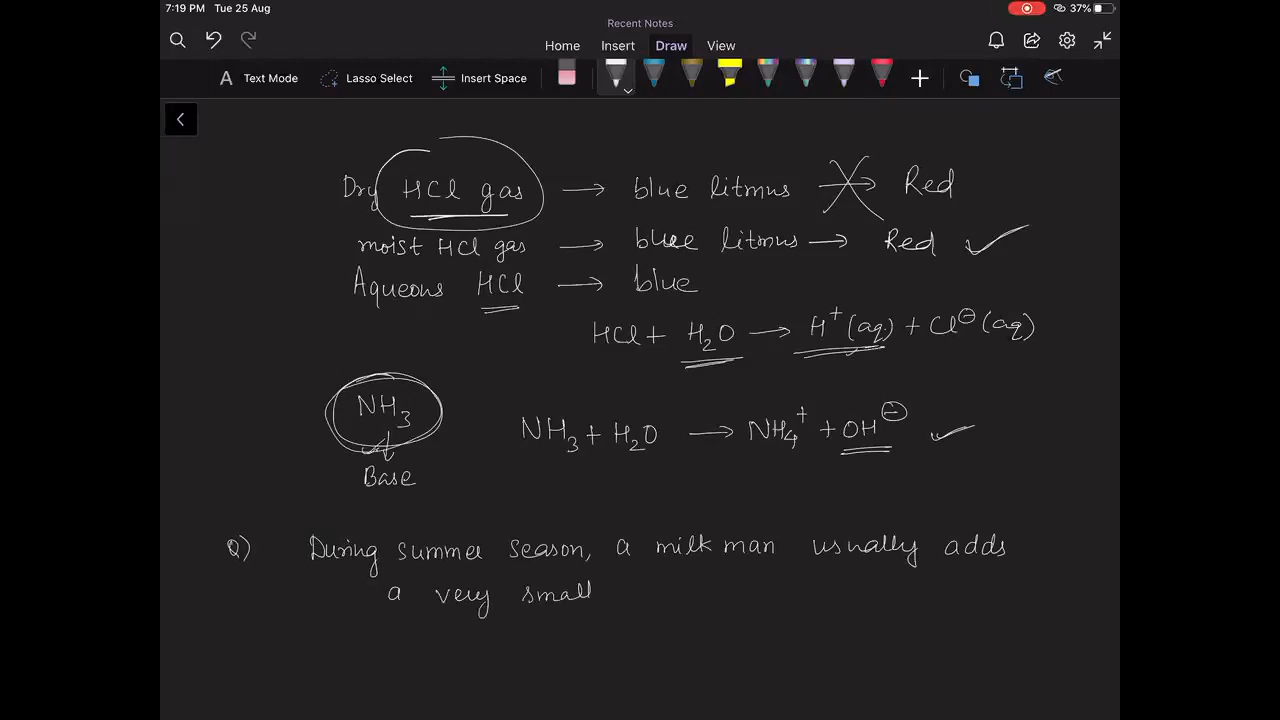 7:19 PM Tue 25 Aug
37%
Recent Notes
Home Insert Draw View
A Text Mode Lasso Select Insert Space
Dry HCl gas → blue litmus → Red
moist HCl gas → blue litmus → Red ✓
Aqueous HCl → blue
HCl + H₂O → H⁺(aq) + Cl⊖(aq)
NH₃
NH₃ + H₂O → NH₄⁺ + OH⊖ ✓
Base
Q) During summer season, a milk man usually adds
a very small